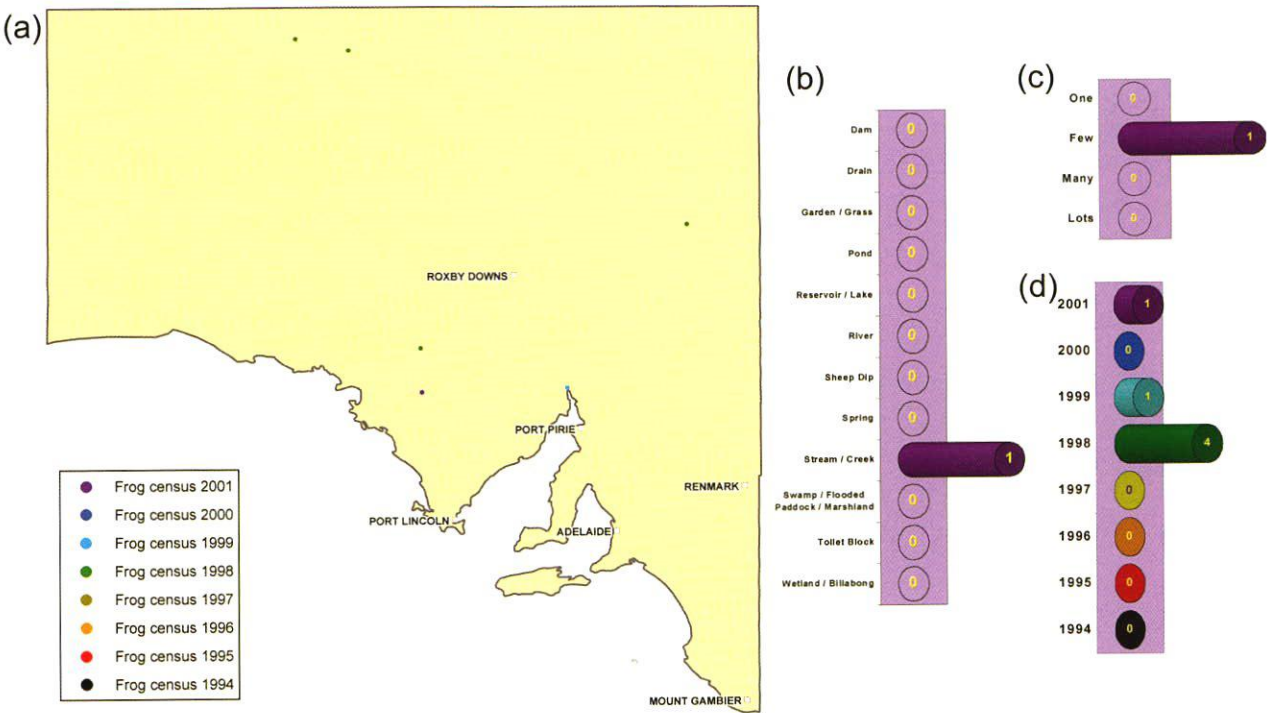 (a)
ROXBY DOWNS
PORT PIRIE
RENMARK
PORT LINCOLN
ADELAIDE
MOUNT GAMBIER
Frog census 2001
Frog census 2000
Frog census 1999
Frog census 1998
Frog census 1997
Frog census 1996
Frog census 1995
Frog census 1994
(b)
Dam 0
Drain 0
Garden / Grass 0
Pond 0
Reservoir / Lake 0
River 0
Sheep Dip 0
Spring 0
Stream / Creek 1
Swamp / Flooded
Paddock / Marshland 0
Toilet Block 0
Wetland / Billabong 0
(c)
One 0
Few 1
Many 0
Lots 0
(d)
2001 1
2000 0
1999 1
1998 4
1997 0
1996 0
1995 0
1994 0